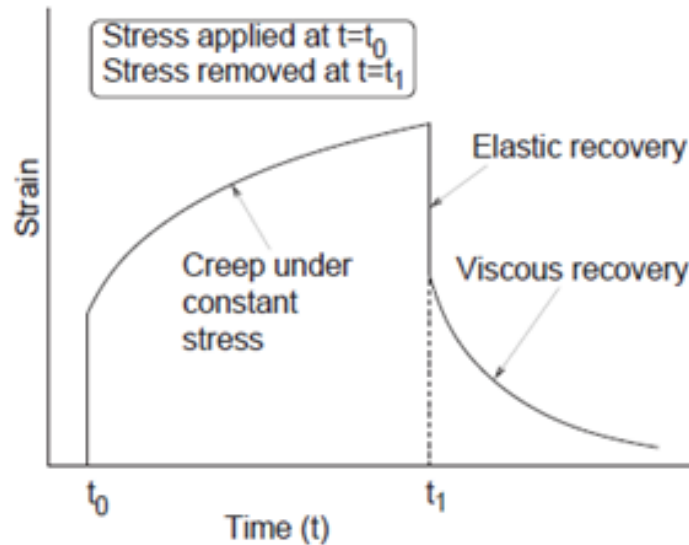 Stress applied at t=t₀
Stress removed at t=t₁
Strain
Elastic recovery
Creep under
constant
stress
Viscous recovery
t₀
t₁
Time (t)